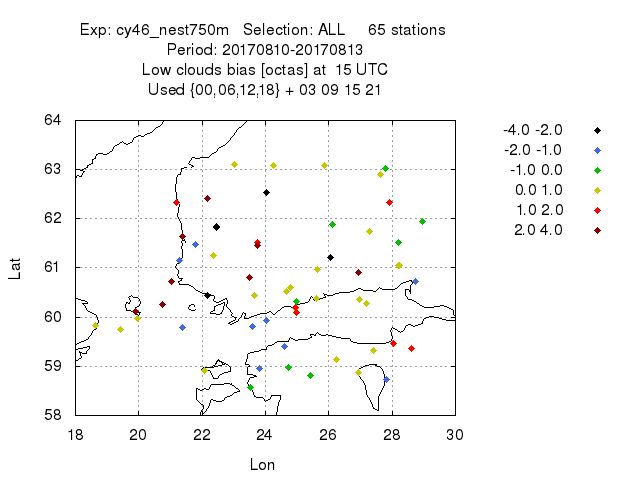 Exp: cy46_nest750m   Selection: ALL     65 stations
Period: 20170810-20170813
Low clouds bias [octas] at  15 UTC
Used {00,06,12,18} + 03 09 15 21
64
63
62
61
60
59
58
Lat
18 20 22 24 26 28 30
Lon
-4.0 -2.0
-2.0 -1.0
-1.0 0.0
0.0 1.0
1.0 2.0
2.0 4.0